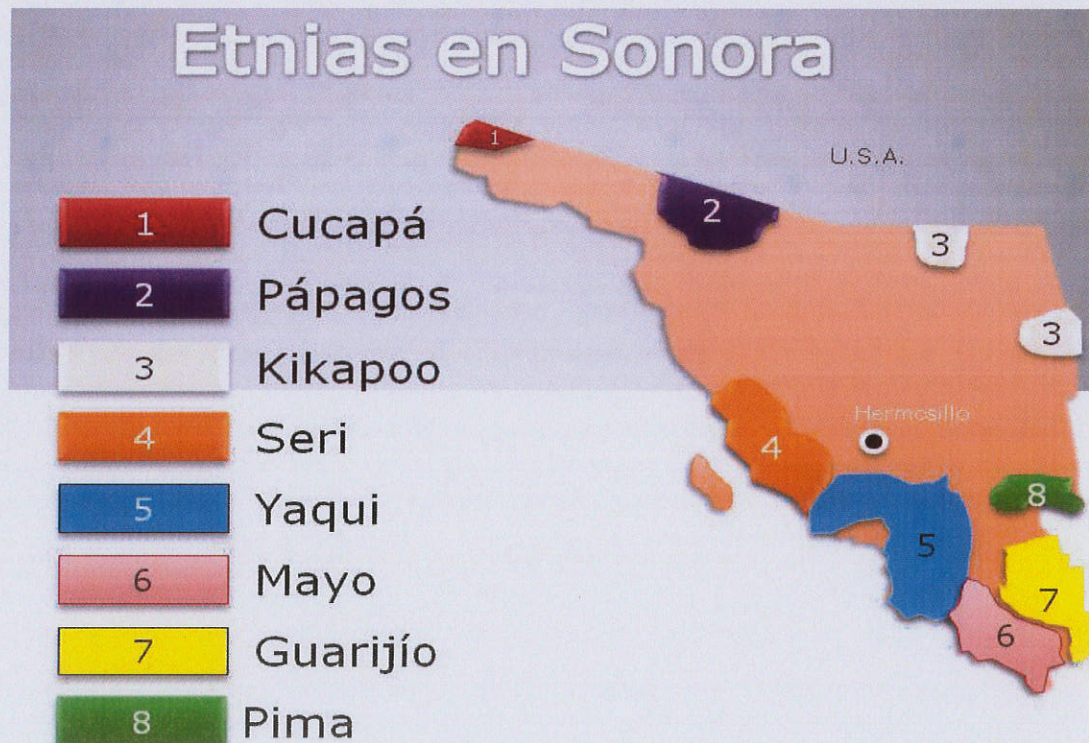 Etnias en Sonora
1 Cucapá
2 Pápagos
3 Kikapoo
4 Seri
5 Yaqui
6 Mayo
7 Guarijío
8 Pima
1
U.S.A.
2
3
3
Hermosillo
4
8
5
7
6